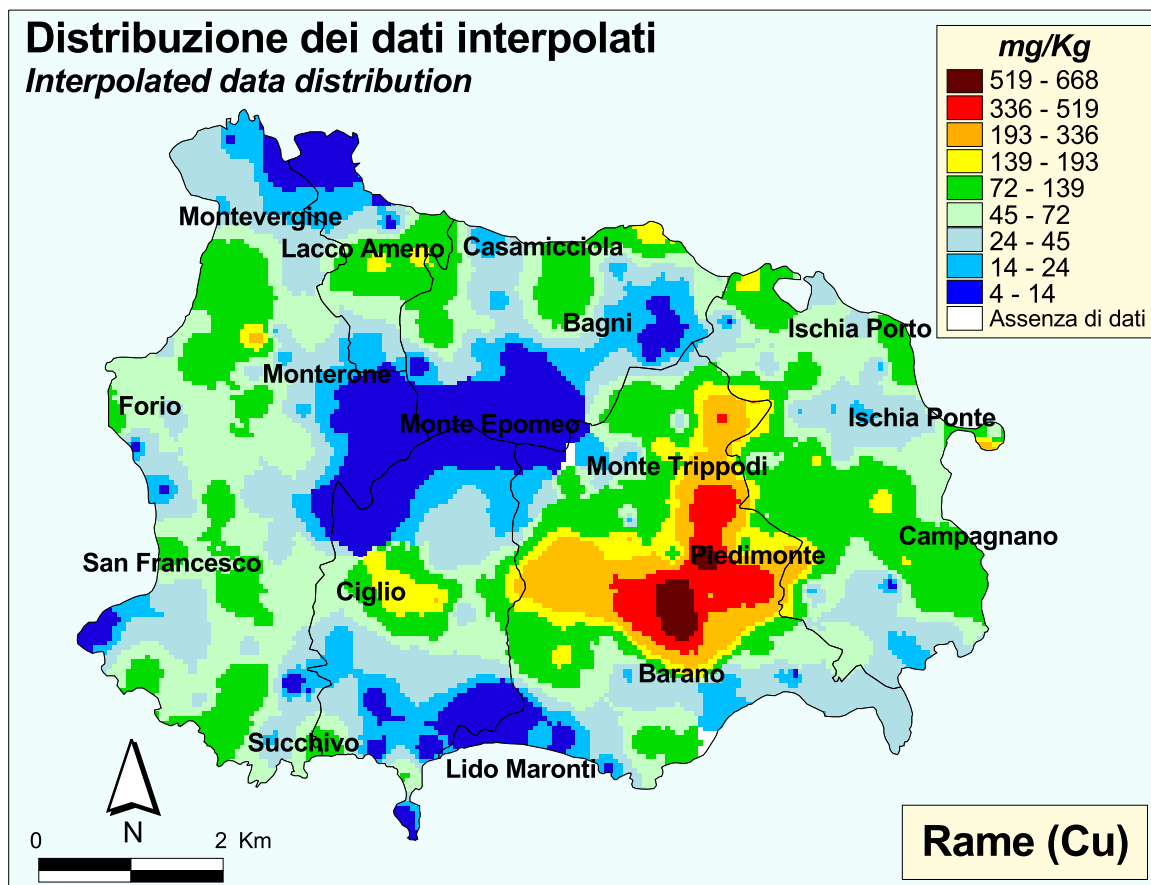 Distribuzione dei dati interpolati
Interpolated data distribution
mg/Kg
519 - 668
336 - 519
193 - 336
139 - 193
72 - 139
45 - 72
24 - 45
14 - 24
4 - 14
Assenza di dati
Montevergine
Lacco Ameno
Casamicciola
Bagni
Ischia Porto
Monterone
Forio
Monte Epomeo
Ischia Ponte
Monte Trippodi
Campagnano
San Francesco
Piedimonte
Ciglio
Barano
Succhivo
Lido Maronti
N
0 2 Km
Rame (Cu)